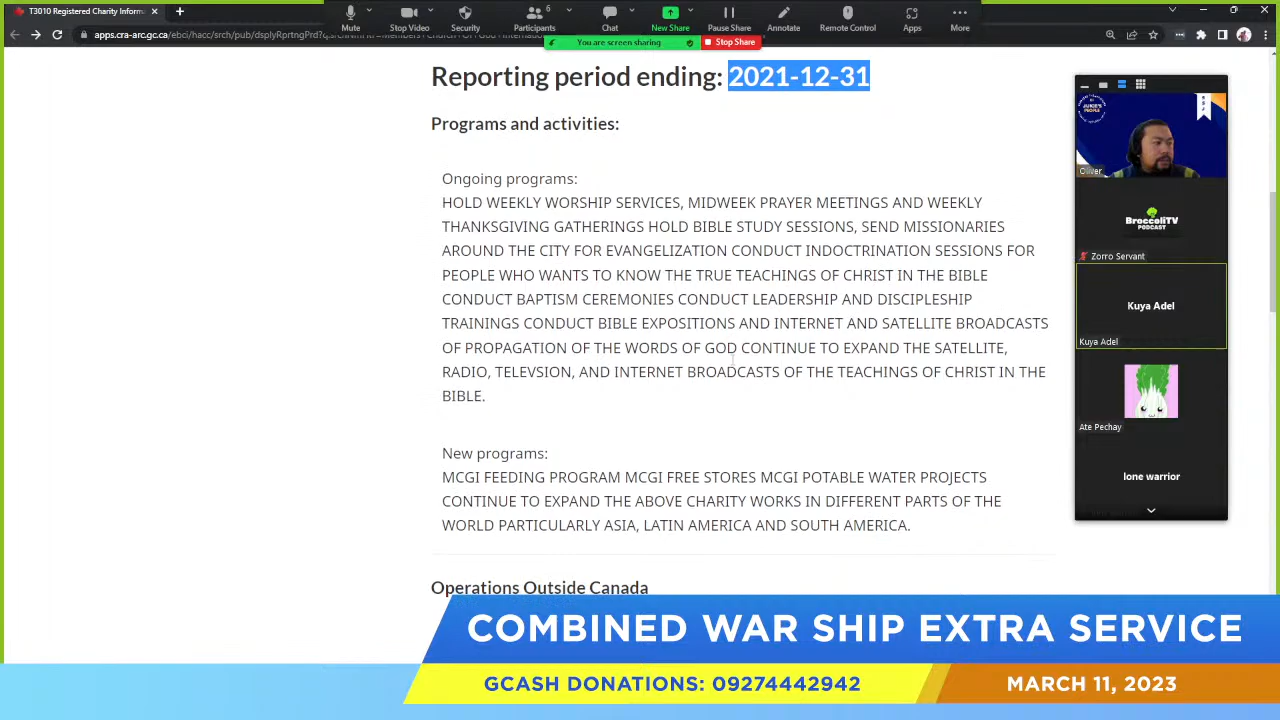 T3010 Registered Charity Inform
Mute
Stop Video
Security
6
Participants
Chat
New Share
Pause Share
Annotate
Remote Control
Apps
More
You are screen sharing
Stop Share
Reporting period ending: 2021-12-31
Programs and activities:
Ongoing programs:
HOLD WEEKLY WORSHIP SERVICES, MIDWEEK PRAYER MEETINGS AND WEEKLY
THANKSGIVING GATHERINGS HOLD BIBLE STUDY SESSIONS, SEND MISSIONARIES
AROUND THE CITY FOR EVANGELIZATION CONDUCT INDOCTRINATION SESSIONS FOR
PEOPLE WHO WANTS TO KNOW THE TRUE TEACHINGS OF CHRIST IN THE BIBLE
CONDUCT BAPTISM CEREMONIES CONDUCT LEADERSHIP AND DISCIPLESHIP
TRAININGS CONDUCT BIBLE EXPOSITIONS AND INTERNET AND SATELLITE BROADCASTS
OF PROPAGATION OF THE WORDS OF GOD CONTINUE TO EXPAND THE SATELLITE,
RADIO, TELEVSION, AND INTERNET BROADCASTS OF THE TEACHINGS OF CHRIST IN THE
BIBLE.
New programs:
MCGI FEEDING PROGRAM MCGI FREE STORES MCGI POTABLE WATER PROJECTS
CONTINUE TO EXPAND THE ABOVE CHARITY WORKS IN DIFFERENT PARTS OF THE
WORLD PARTICULARLY ASIA, LATIN AMERICA AND SOUTH AMERICA.
Operations Outside Canada
Oliver
BroccoliTV
PODCAST
Zorro Servant
Kuya Adel
Kuya Adel
Ate Pechay
lone warrior
COMBINED WAR SHIP EXTRA SERVICE
GCASH DONATIONS: 09274442942
MARCH 11, 2023